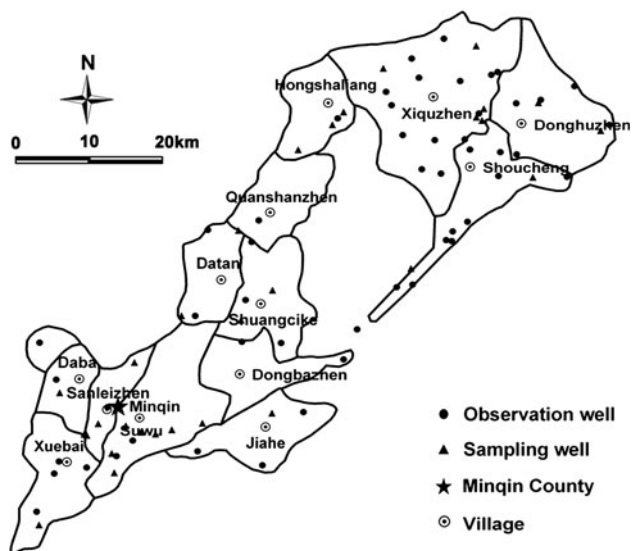 N
0 10 20km
Hongshaliang
Xiquzhen
Donghuzhen
Shoucheng
Quanshanzhen
Datan
Shuangcike
Daba
Dongbazhen
Sanleizhen
Minqin
Suwu
Xuebai
Jiahe
Observation well
Sampling well
Minqin County
Village